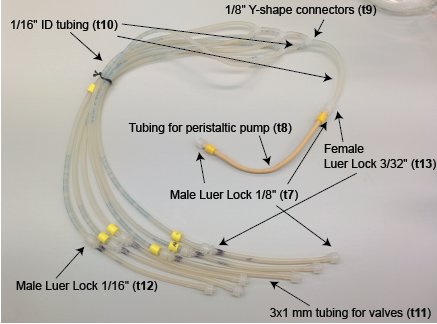 1/8" Y-shape connectors (t9)
1/16" ID tubing (t10)
Tubing for peristaltic pump (t8)
Female
Luer Lock 3/32" (t13)
Male Luer Lock 1/8" (t7)
Male Luer Lock 1/16" (t12)
3x1 mm tubing for valves (t11)